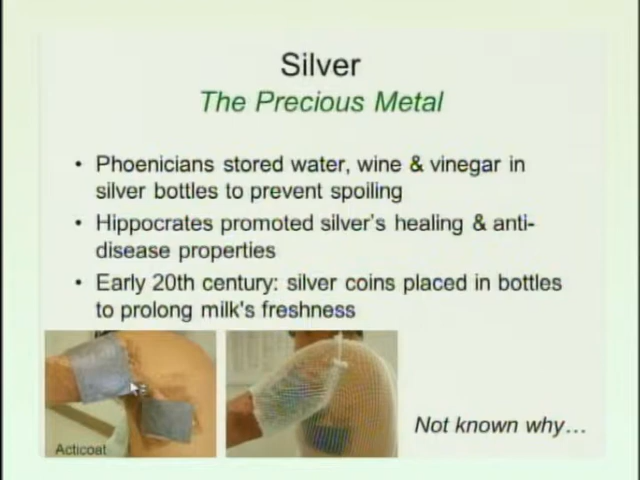 Silver
The Precious Metal
• Phoenicians stored water, wine & vinegar in
silver bottles to prevent spoiling
• Hippocrates promoted silver's healing & anti-
disease properties
• Early 20th century: silver coins placed in bottles
to prolong milk's freshness
Acticoat
Not known why…